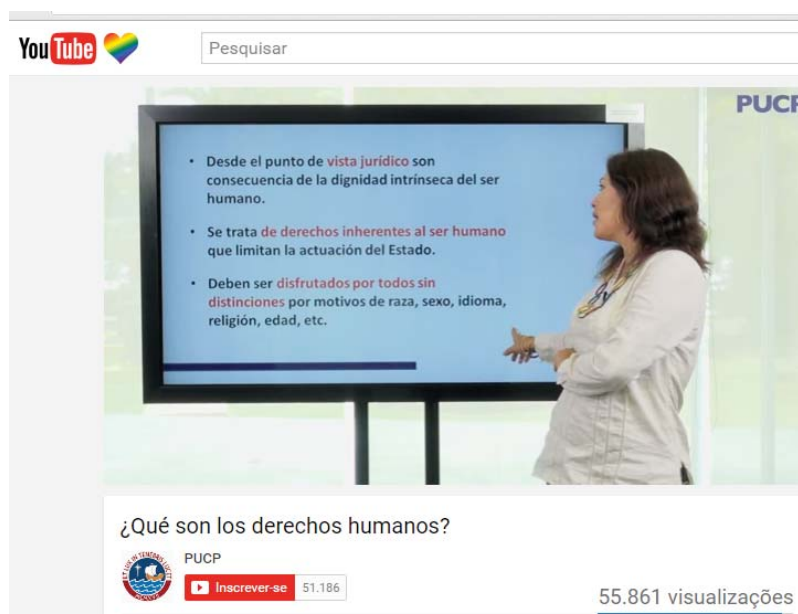 YouTube
Pesquisar
PUCP
• Desde el punto de vista jurídico son
consecuencia de la dignidad intrínseca del ser
humano.
• Se trata de derechos inherentes al ser humano
que limitan la actuación del Estado.
• Deben ser disfrutados por todos sin
distinciones por motivos de raza, sexo, idioma,
religión, edad, etc.
¿Qué son los derechos humanos?
PUCP
Inscrever-se 51.186
55.861 visualizações